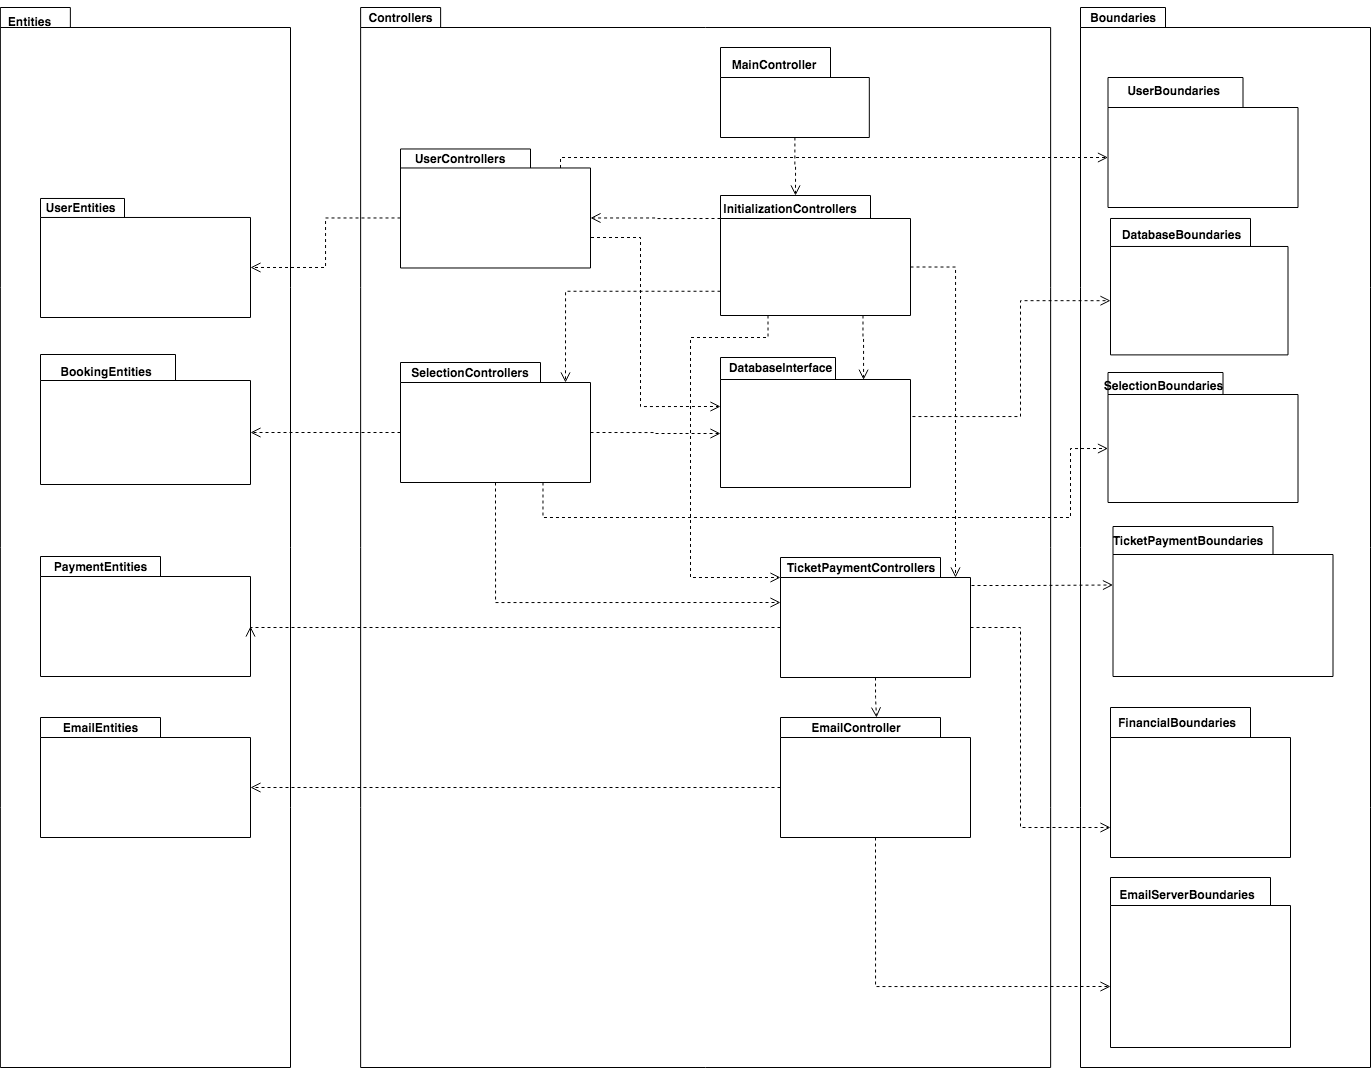 Entities
Controllers
Boundaries
MainController
UserBoundaries
UserControllers
UserEntities
InitializationControllers
DatabaseBoundaries
BookingEntities
SelectionControllers
DatabaseInterface
SelectionBoundaries
TicketPaymentBoundaries
PaymentEntities
TicketPaymentControllers
EmailEntities
EmailController
FinancialBoundaries
EmailServerBoundaries